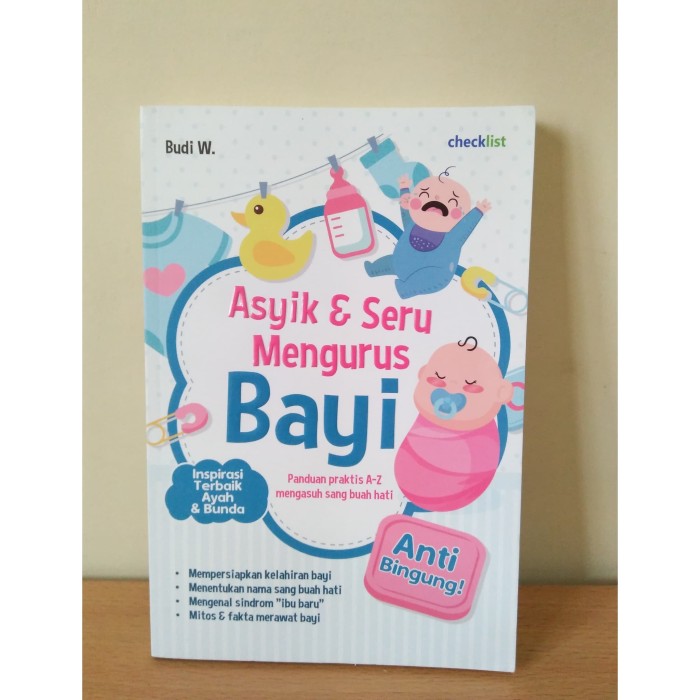 Budi W.
checklist
Asyik & Seru
Mengurus
Bayi
Panduan praktis A-Z
mengasuh sang buah hati
Inspirasi
Terbaik
Ayah
& Bunda
Anti
Bingung!
• Mempersiapkan kelahiran bayi
• Menentukan nama sang buah hati
• Mengenal sindrom "ibu baru"
• Mitos & fakta merawat bayi